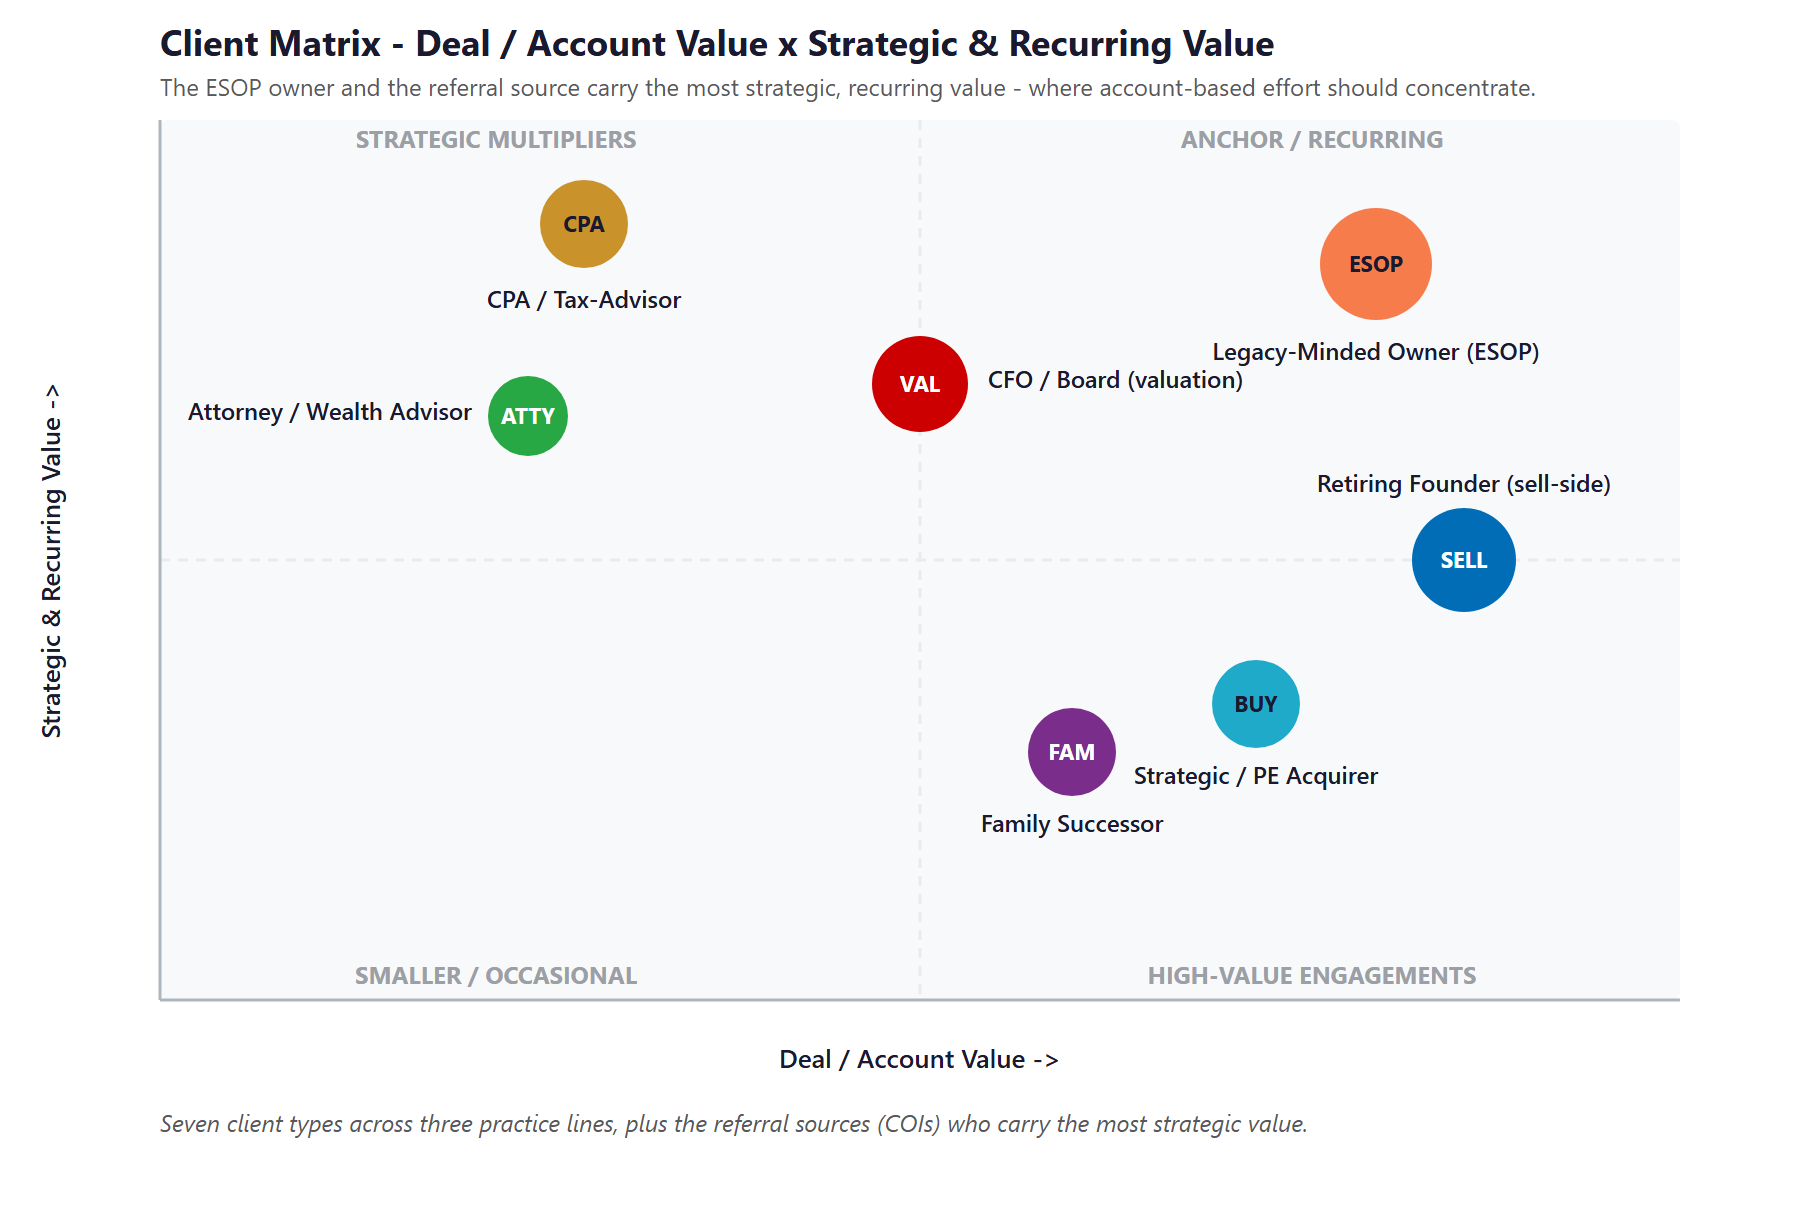 Client Matrix - Deal / Account Value x Strategic & Recurring Value
The ESOP owner and the referral source carry the most strategic, recurring value - where account-based effort should concentrate.
STRATEGIC MULTIPLIERS
ANCHOR / RECURRING
CPA
CPA / Tax-Advisor
ESOP
Legacy-Minded Owner (ESOP)
VAL
CFO / Board (valuation)
Attorney / Wealth Advisor
ATTY
Retiring Founder (sell-side)
SELL
BUY
Strategic / PE Acquirer
FAM
Family Successor
SMALLER / OCCASIONAL
HIGH-VALUE ENGAGEMENTS
Strategic & Recurring Value ->
Deal / Account Value ->
Seven client types across three practice lines, plus the referral sources (COIs) who carry the most strategic value.